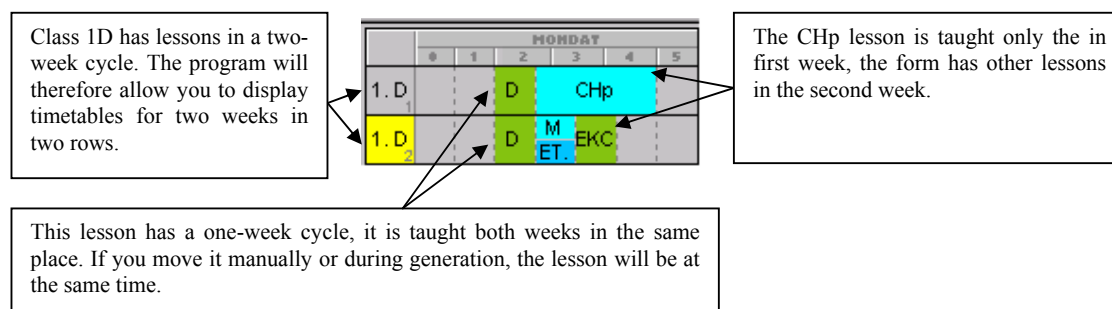 Class 1D has lessons in a two-
week cycle. The program will
therefore allow you to display
timetables for two weeks in
two rows.
MONDAY
0 1 2 3 4 5
1. D 1 D CHp
1. D 2 D M ET. EKC
The CHp lesson is taught only the in
first week, the form has other lessons
in the second week.
This lesson has a one-week cycle, it is taught both weeks in the same
place. If you move it manually or during generation, the lesson will be at
the same time.